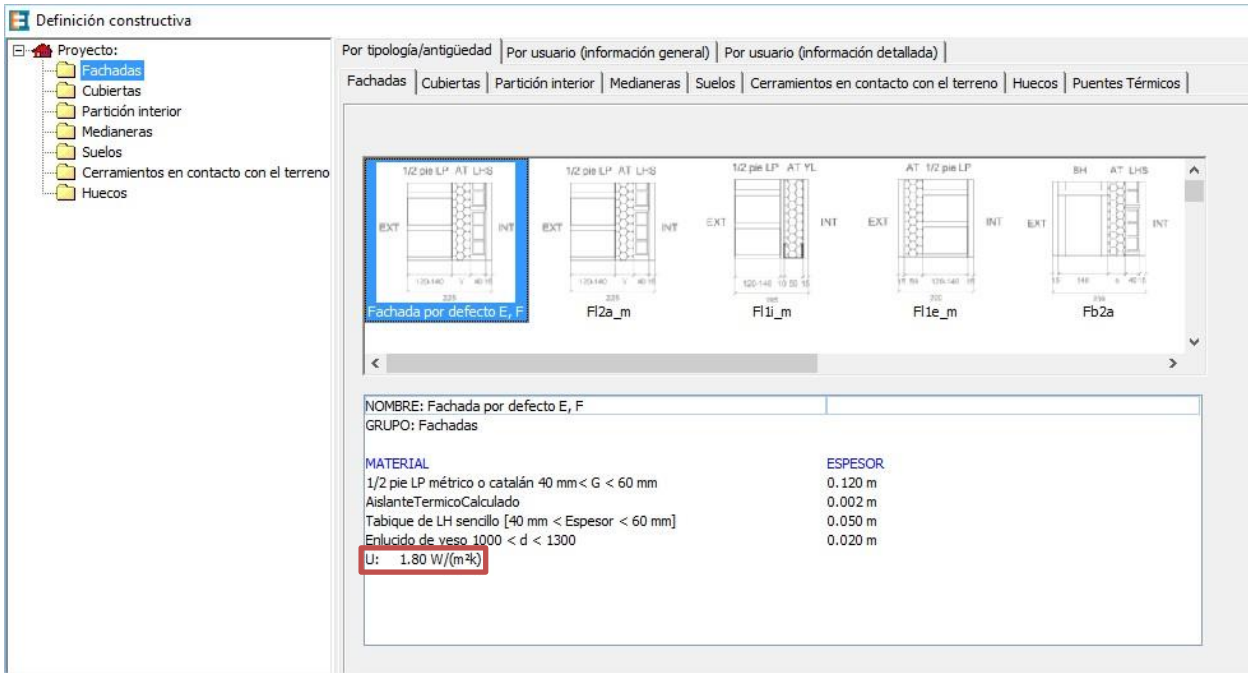 Definición constructiva
Proyecto:
Fachadas
Cubiertas
Partición interior
Medianeras
Suelos
Cerramientos en contacto con el terreno
Huecos
Por tipología/antigüedad Por usuario (información general) Por usuario (información detallada)
Fachadas Cubiertas Partición interior Medianeras Suelos Cerramientos en contacto con el terreno Huecos Puentes Térmicos
1/2 pie LP AT LHS 1/2 pie LP AT LHS 1/2 pie LP AT YL AT 1/2 pie LP BH AT LHS
EXT INT EXT INT EXT INT EXT INT EXT INT
Fachada por defecto E, F Fl2a_m Fl1i_m Fl1e_m Fb2a
NOMBRE: Fachada por defecto E, F
GRUPO: Fachadas
MATERIAL ESPESOR
1/2 pie LP métrico o catalán 40 mm< G < 60 mm 0.120 m
AislanteTermicoCalculado 0.002 m
Tabique de LH sencillo [40 mm < Espesor < 60 mm] 0.050 m
Enlucido de yeso 1000 < d < 1300 0.020 m
U: 1.80 W/(m²k)